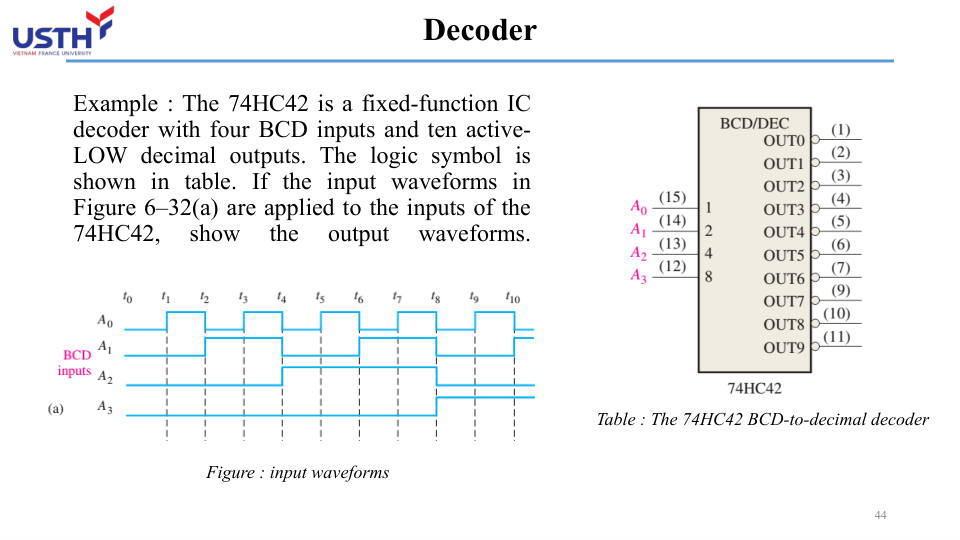 USTH
VIETNAM FRANCE UNIVERSITY
Decoder
Example : The 74HC42 is a fixed-function IC
decoder with four BCD inputs and ten active-
LOW decimal outputs. The logic symbol is
shown in table. If the input waveforms in
Figure 6–32(a) are applied to the inputs of the
74HC42, show the output waveforms.
t0 t1 t2 t3 t4 t5 t6 t7 t8 t9 t10
A0
A1
BCD
inputs
A2
(a) A3
Figure : input waveforms
BCD/DEC
OUT0 (1)
OUT1 (2)
OUT2 (3)
A0 (15) 1 OUT3 (4)
A1 (14) 2 OUT4 (5)
A2 (13) 4 OUT5 (6)
A3 (12) 8 OUT6 (7)
OUT7 (9)
OUT8 (10)
OUT9 (11)
74HC42
Table : The 74HC42 BCD-to-decimal decoder
44